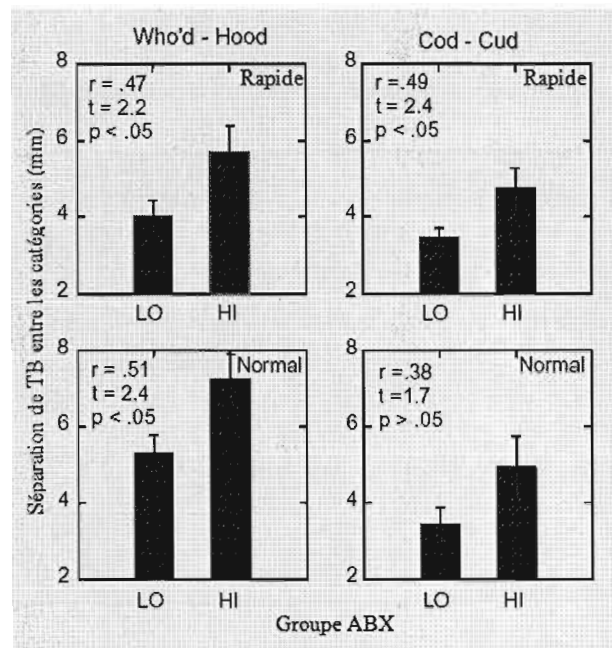 Who'd - Hood
Cod - Cud
Séparation de TB entre les catégories (mm)
8
6
4
2
r = .47
t = 2.2
p < .05
Rapide
LO HI
8
6
4
2
r = .49
t = 2.4
p < .05
Rapide
LO HI
8
6
4
2
r = .51
t = 2.4
p < .05
Normal
LO HI
8
6
4
2
r = .38
t = 1.7
p > .05
Normal
LO HI
Groupe ABX